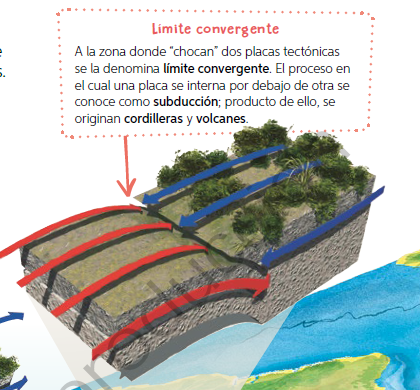 Límite convergente
A la zona donde "chocan" dos placas tectónicas
se la denomina límite convergente. El proceso en
el cual una placa se interna por debajo de otra se
conoce como subducción; producto de ello, se
originan cordilleras y volcanes.
e
s.